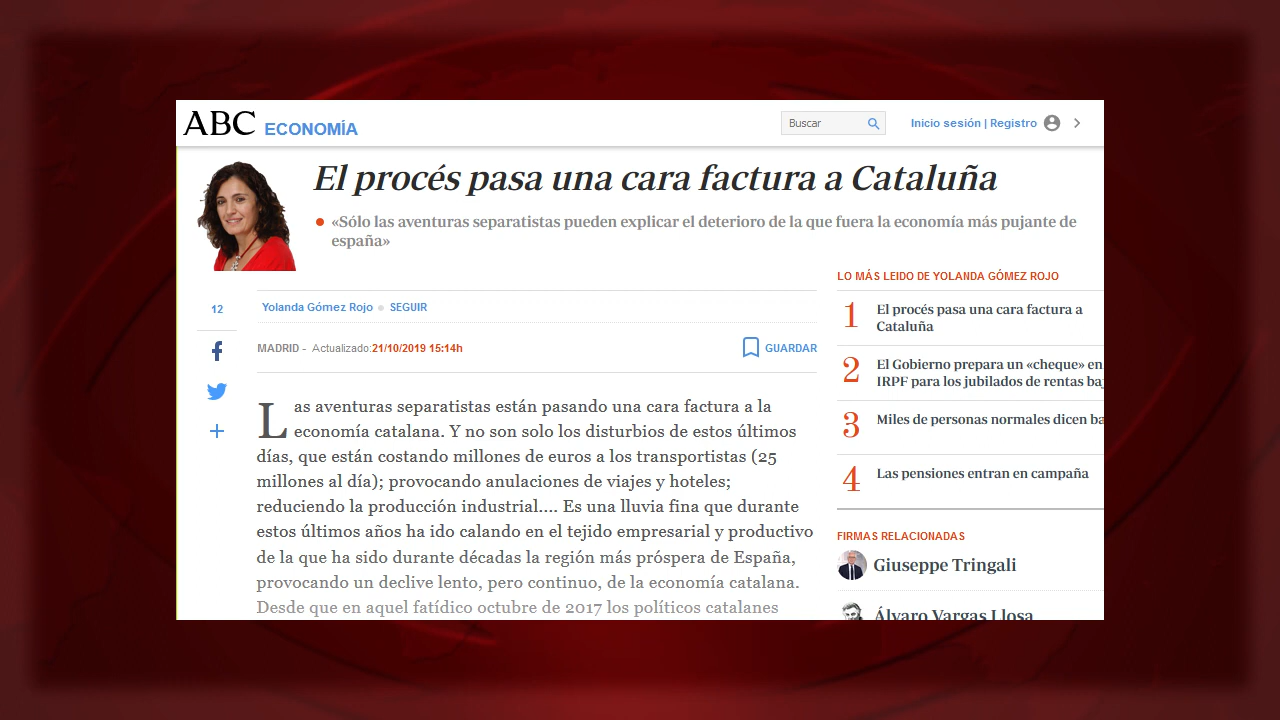 ABC ECONOMÍA
Buscar
Inicio sesión | Registro
El procés pasa una cara factura a Cataluña
«Sólo las aventuras separatistas pueden explicar el deterioro de la que fuera la economía más pujante de
españa»
12
Yolanda Gómez Rojo SEGUIR
MADRID - Actualizado:21/10/2019 15:14h
GUARDAR
Las aventuras separatistas están pasando una cara factura a la
economía catalana. Y no son solo los disturbios de estos últimos
días, que están costando millones de euros a los transportistas (25
millones al día); provocando anulaciones de viajes y hoteles;
reduciendo la producción industrial.... Es una lluvia fina que durante
estos últimos años ha ido calando en el tejido empresarial y productivo
de la que ha sido durante décadas la región más próspera de España,
provocando un declive lento, pero continuo, de la economía catalana.
Desde que en aquel fatídico octubre de 2017 los políticos catalanes
LO MÁS LEIDO DE YOLANDA GÓMEZ ROJO
1 El procés pasa una cara factura a
Cataluña
2 El Gobierno prepara un «cheque» en
IRPF para los jubilados de rentas
3 Miles de personas normales dicen
4 Las pensiones entran en campaña
FIRMAS RELACIONADAS
Giuseppe Tringali
Álvaro Vargas Llosa